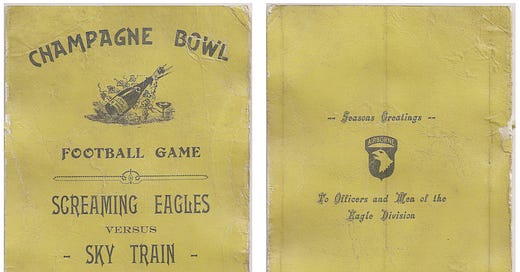 CHAMPAGNE BOWL
FOOTBALL GAME
SCREAMING EAGLES
VERSUS
- SKY TRAIN -
-- Seasons Greetings --
AIRBORNE
To Officers and Men of the
Eagle Division